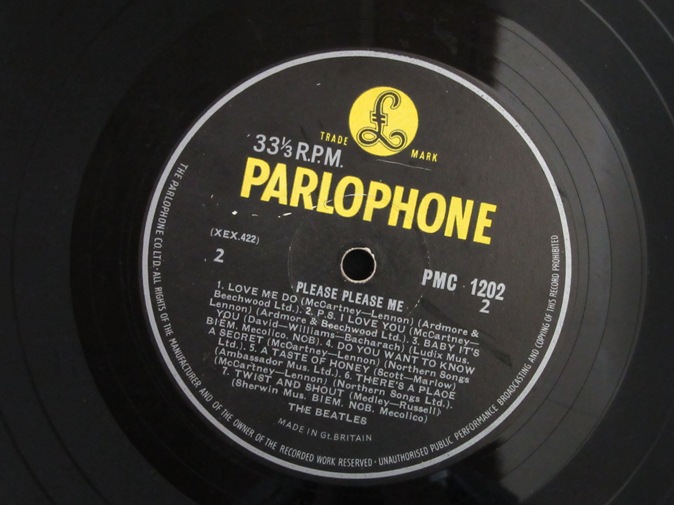 TRADE MARK
33⅓ R.P.M.
PARLOPHONE
(XEX.422)
2
PMC 1202
2
PLEASE PLEASE ME
1. LOVE ME DO (McCartney—Lennon) (Ardmore &
Beechwood Ltd.). 2. P.S. I LOVE YOU (McCartney—
Lennon) (Ardmore & Beechwood Ltd.). 3. BABY IT'S
YOU (David—Williams—Bacharach) (Ludix Mus.
BIEM. Mecolico, NCB). 4. DO YOU WANT TO KNOW
A SECRET (McCartney—Lennon) (Northern Songs
Ltd.). 5. A TASTE OF HONEY (Scott—Marlow)
(Ambassador Mus. Ltd.). 6. THERE'S A PLACE
(McCartney—Lennon) (Northern Songs Ltd.).
7. TWIST AND SHOUT (Medley—Russell)
(Sherwin Mus. BIEM. NCB. Mecolico)
THE BEATLES
MADE IN Gt. BRITAIN
THE PARLOPHONE CO. LTD. · ALL RIGHTS OF THE MANUFACTURER AND OF THE OWNER OF THE RECORDED WORK RESERVED · UNAUTHORISED PUBLIC PERFORMANCE BROADCASTING AND COPYING OF THIS RECORD PROHIBITED